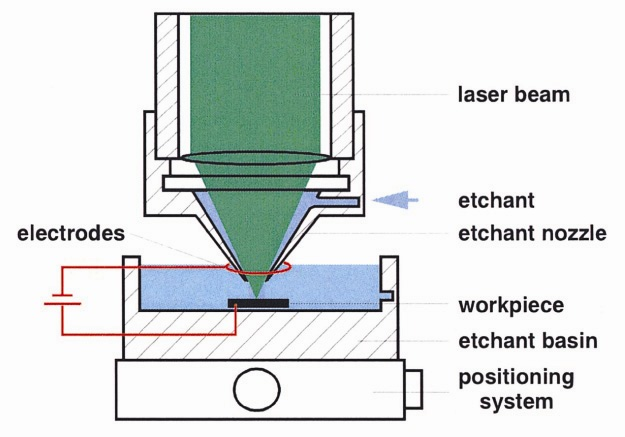 laser beam
etchant
electrodes
etchant nozzle
workpiece
etchant basin
positioning
system